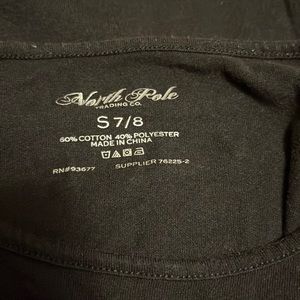 North Pole
TRADING CO.
S 7/8
60% COTTON 40% POLYESTER
MADE IN CHINA
RN#93677 SUPPLIER 76225-2